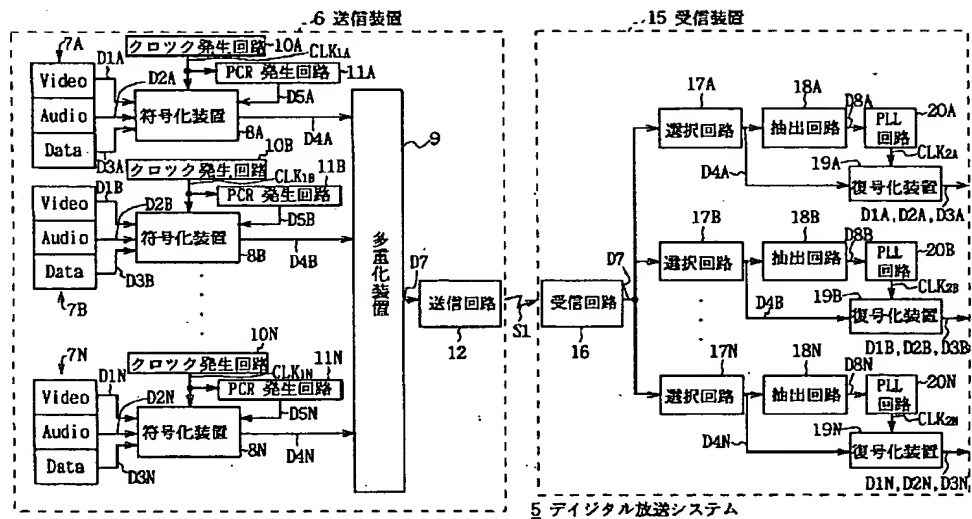 6 送信装置
15 受信装置
7A
D1A
D2A
クロック発生回路
10A
CLK1A
Video
Audio
Data
PCR 発生回路
11A
符号化装置
8A
D5A
D4A
D3A
10B
クロック発生回路
CLK1B
D1B
D2B
Video
Audio
Data
PCR 発生回路
11B
符号化装置
8B
D5B
D4B
D3B
7B
7N
10N
クロック発生回路
CLK1N
D1N
D2N
Video
Audio
Data
PCR 発生回路
11N
符号化装置
8N
D5N
D4N
D3N
多重化装置
9
D7
送信回路
12
S1
受信回路
16
D7
17A
選択回路
18A
抽出回路
D8A
20A
PLL
回路
CLK2A
D4A
19A
復号化装置
D1A, D2A, D3A
17B
選択回路
18B
抽出回路
D8B
20B
PLL
回路
CLK2B
D4B
19B
復号化装置
D1B, D2B, D3B
17N
選択回路
18N
抽出回路
D8N
20N
PLL
回路
CLK2N
D4N
19N
復号化装置
D1N, D2N, D3N
5 デイジタル放送システム